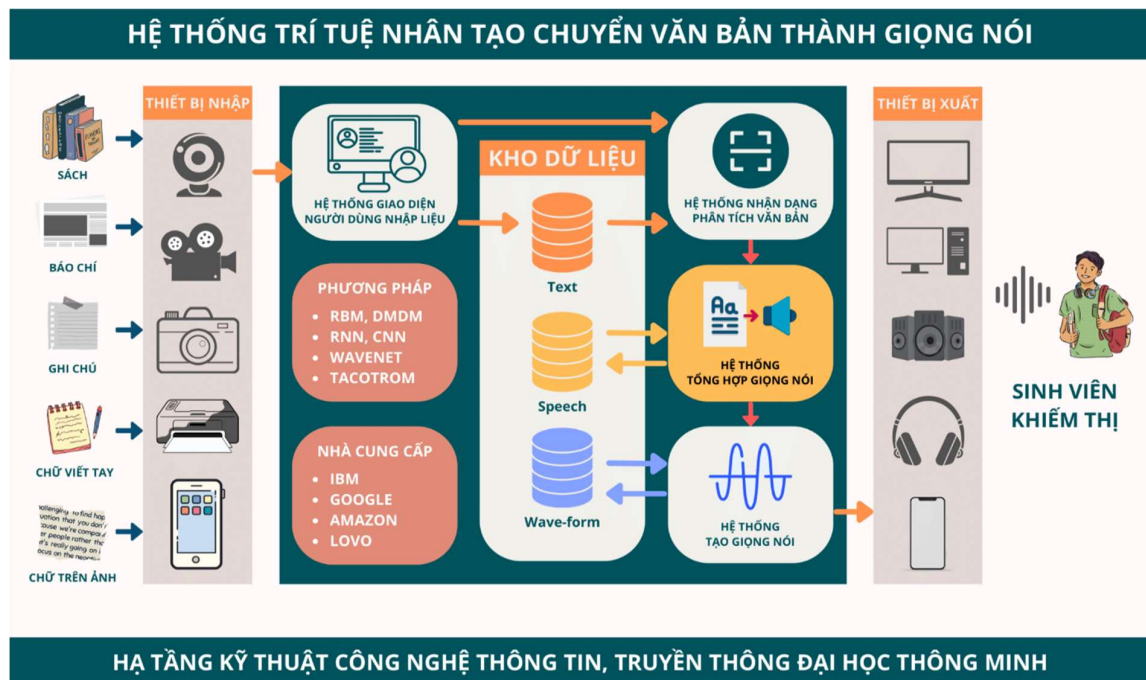 HỆ THỐNG TRÍ TUỆ NHÂN TẠO CHUYỂN VĂN BẢN THÀNH GIỌNG NÓI
SÁCH
BÁO CHÍ
GHI CHÚ
CHỮ VIẾT TAY
CHỮ TRÊN ẢNH
THIẾT BỊ NHẬP
HỆ THỐNG GIAO DIỆN
NGƯỜI DÙNG NHẬP LIỆU
PHƯƠNG PHÁP
• RBM, DMDM
• RNN, CNN
• WAVENET
• TACOTROM
NHÀ CUNG CẤP
• IBM
• GOOGLE
• AMAZON
• LOVO
KHO DỮ LIỆU
Text
Speech
Wave-form
HỆ THỐNG NHẬN DẠNG
PHÂN TÍCH VĂN BẢN
Aa
HỆ THỐNG
TỔNG HỢP GIỌNG NÓI
HỆ THỐNG
TẠO GIỌNG NÓI
THIẾT BỊ XUẤT
SINH VIÊN
KHIẾM THỊ
HẠ TẦNG KỸ THUẬT CÔNG NGHỆ THÔNG TIN, TRUYỀN THÔNG ĐẠI HỌC THÔNG MINH